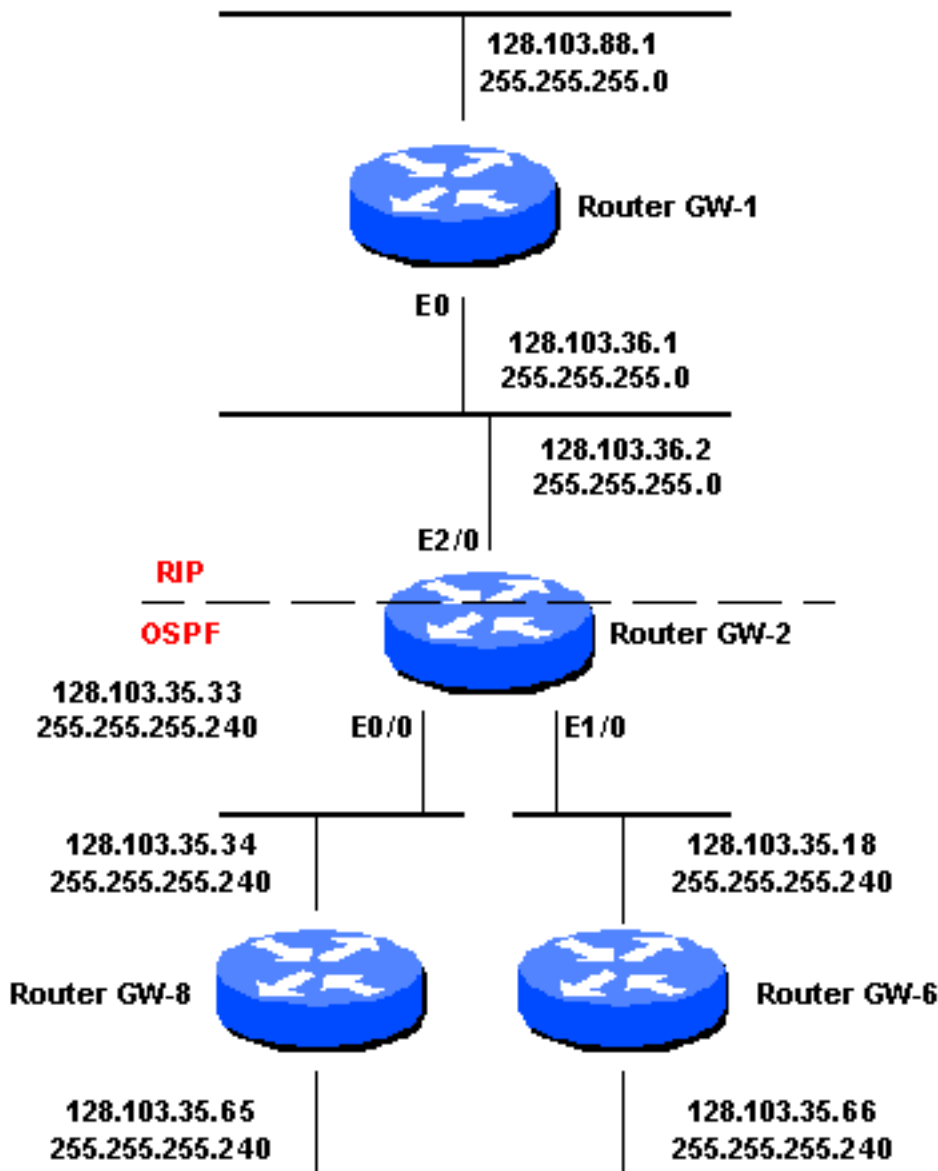 128.103.88.1
255.255.255.0
Router GW-1
E0
128.103.36.1
255.255.255.0
128.103.36.2
255.255.255.0
E2/0
RIP
OSPF
Router GW-2
128.103.35.33
255.255.255.240
E0/0
E1/0
128.103.35.34
255.255.255.240
128.103.35.18
255.255.255.240
Router GW-8
Router GW-6
128.103.35.65
255.255.255.240
128.103.35.66
255.255.255.240